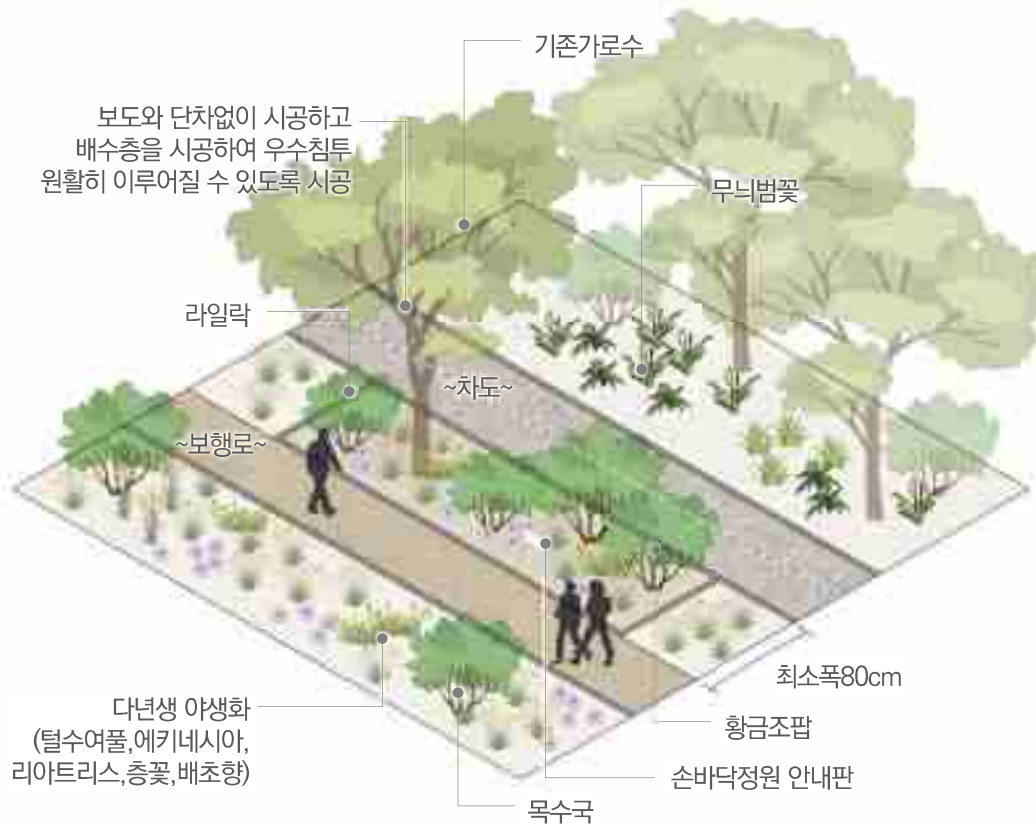 기존가로수
보도와 단차없이 시공하고
배수층을 시공하여 우수침투
원활히 이루어질 수 있도록 시공
무늬범꽃
라일락
~차도~
~보행로~
최소폭80cm
다년생 야생화
(털수여풀,에키네시아,
리아트리스,층꽃,배초향)
황금조팝
손바닥정원 안내판
목수국